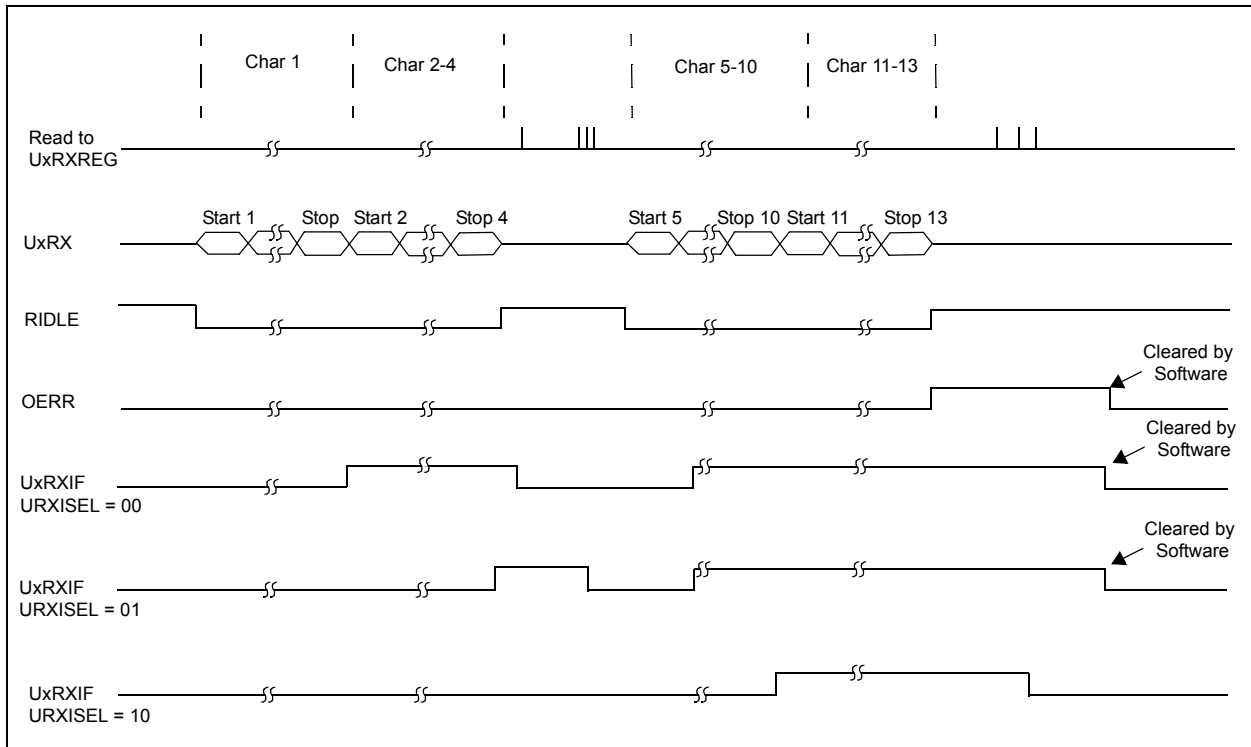 Char 1
Char 2-4
Char 5-10
Char 11-13
Read to
UxRXREG
Start 1
Stop
Start 2
Stop 4
Start 5
Stop 10
Start 11
Stop 13
UxRX
RIDLE
Cleared by
Software
OERR
Cleared by
Software
UxRXIF
URXISEL = 00
Cleared by
Software
UxRXIF
URXISEL = 01
UxRXIF
URXISEL = 10